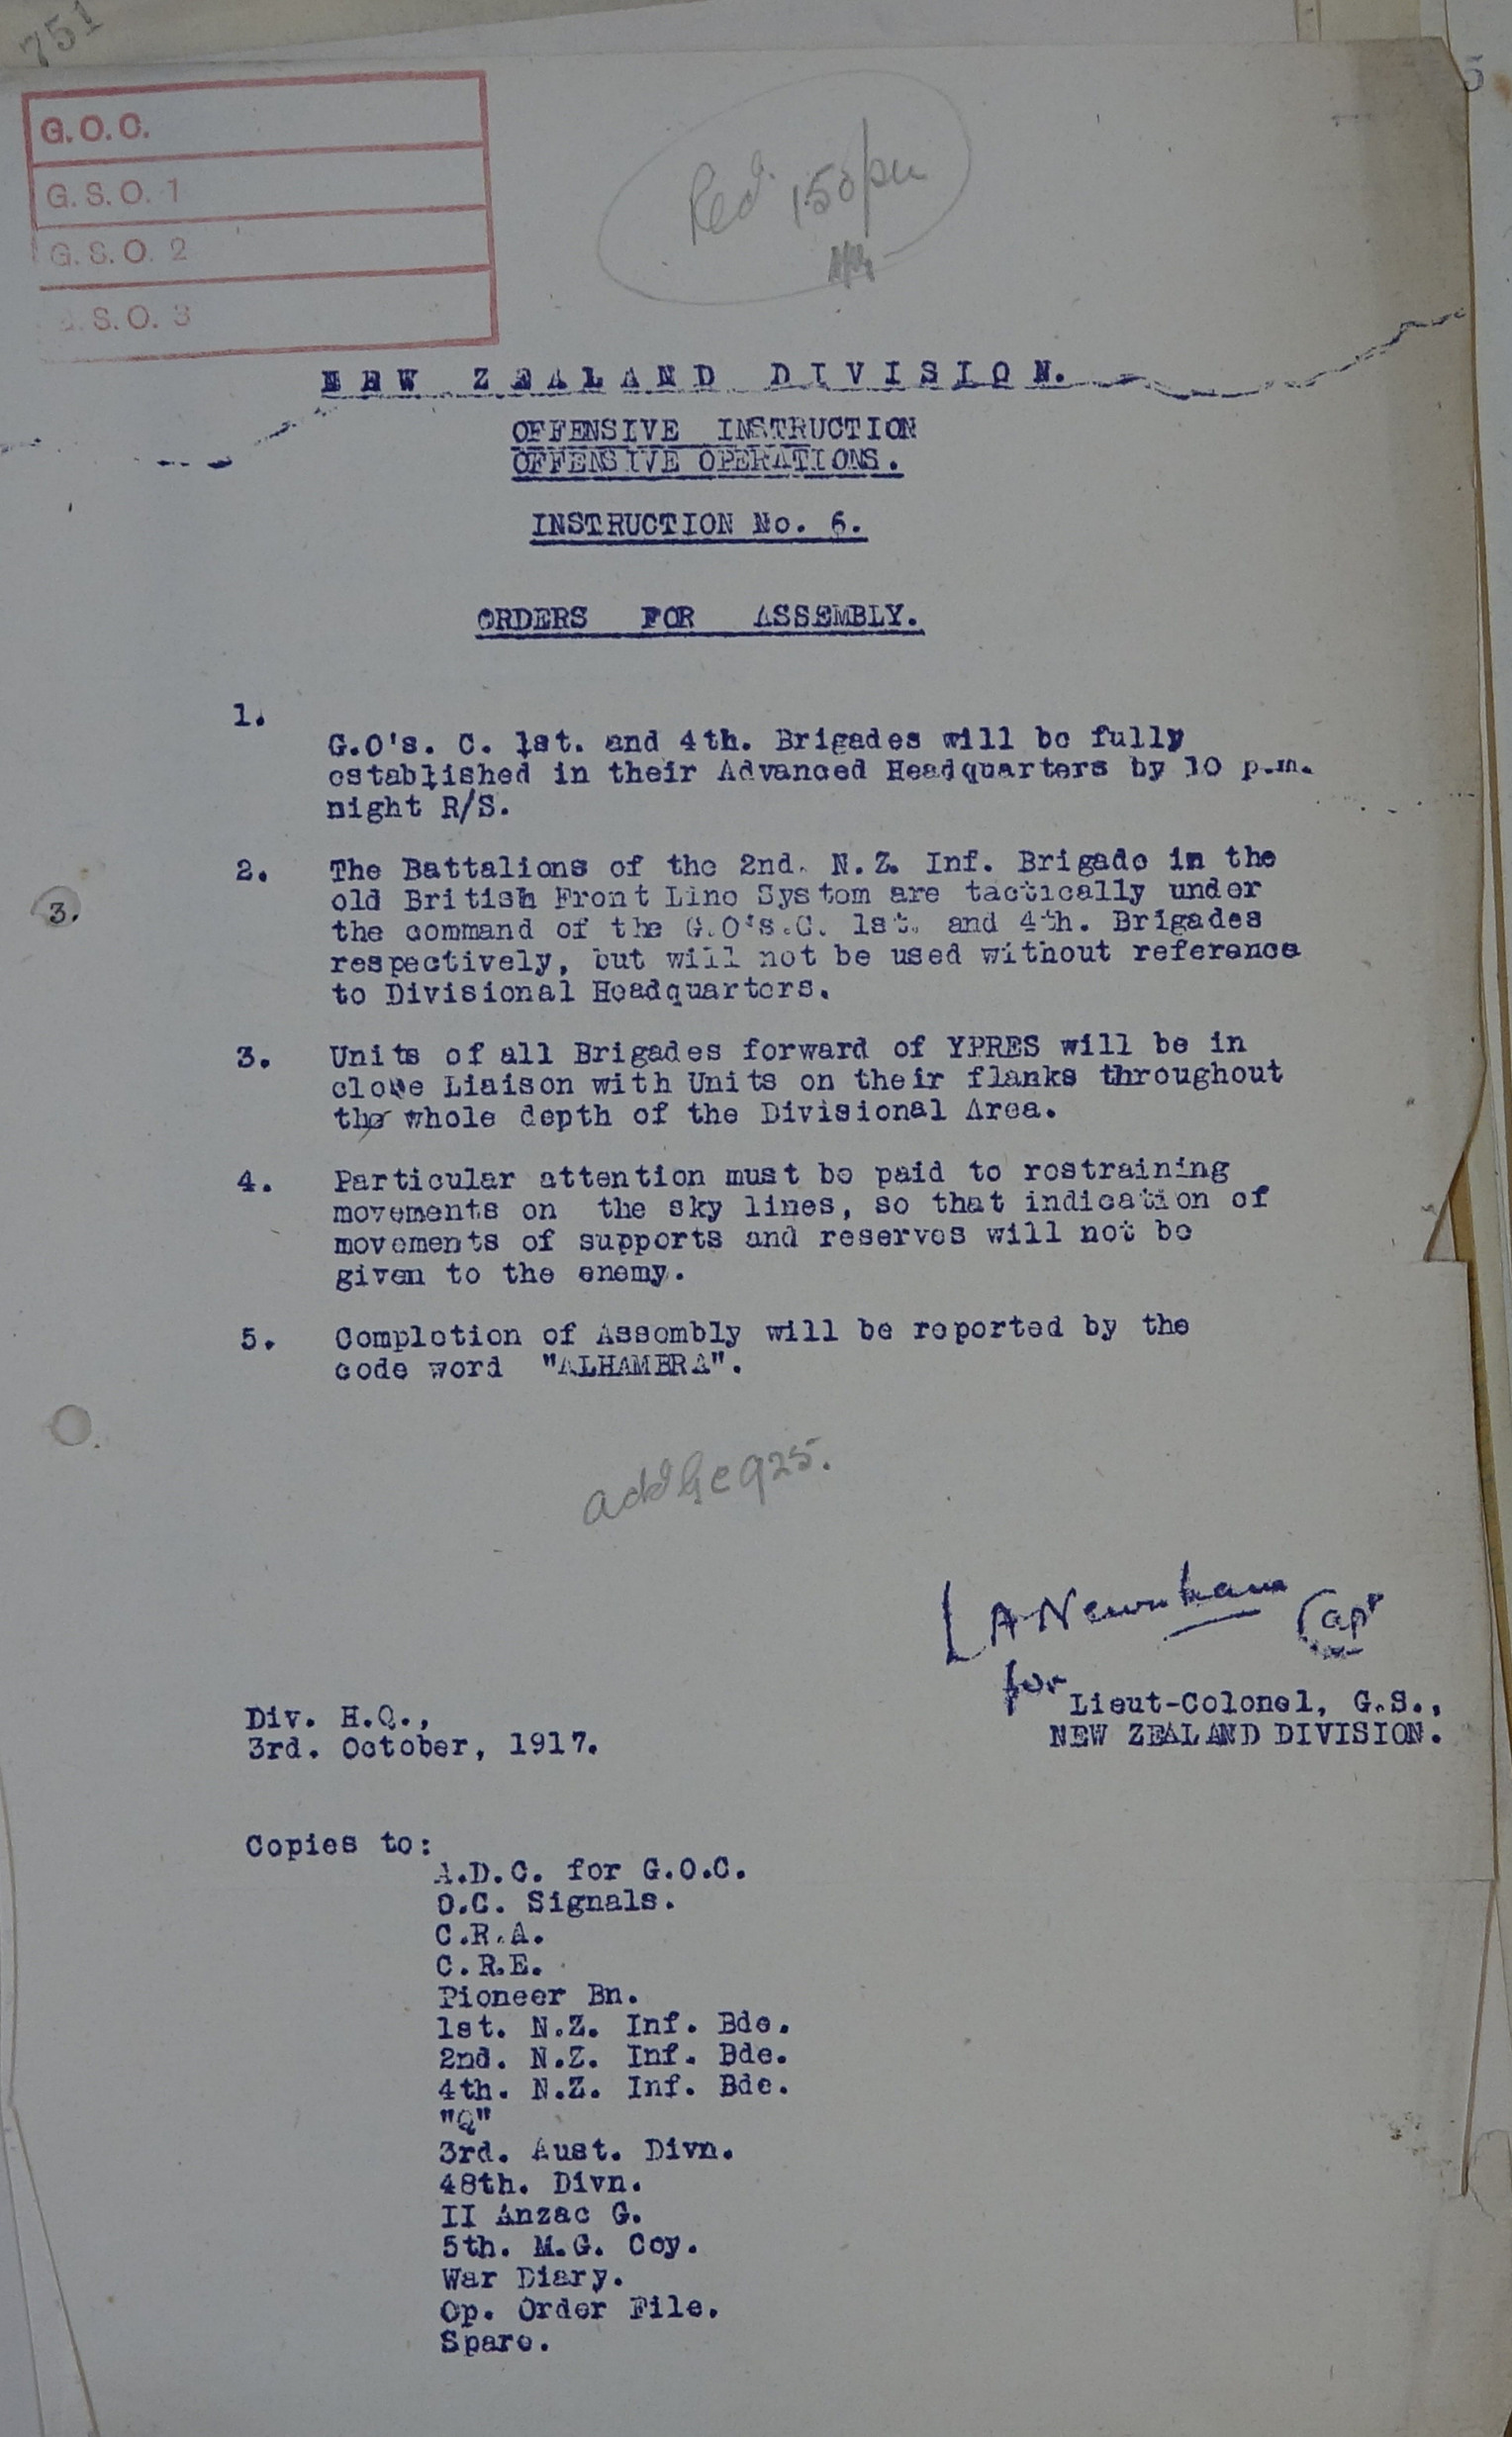 751
5
G.O.C.
G.S.O. 1
G.S.O. 2
G.S.O. 3
Recd 1.50 pm
NEW ZEALAND DIVISION.
OFFENSIVE INSTRUCTION
OFFENSIVE OPERATIONS.
INSTRUCTION No. 6.
ORDERS FOR ASSEMBLY.
1.
G.O's. C. 1st. and 4th. Brigades will be fully
established in their Advanced Headquarters by 10 p.m.
night R/S.
2. The Battalions of the 2nd. N.Z. Inf. Brigade in the
old British Front Line System are tactically under
the command of the G.O's.C. 1st. and 4th. Brigades
respectively, but will not be used without reference
to Divisional Headquarters.
3.
3. Units of all Brigades forward of YPRES will be in
close Liaison with Units on their flanks throughout
the whole depth of the Divisional Area.
4. Particular attention must be paid to restraining
movements on the sky lines, so that indication of
movements of supports and reserves will not be
given to the enemy.
5. Completion of Assembly will be reported by the
code word "ALHAMBRA".
925.
L A Newnham Capt
for Lieut-Colonel, G.S.,
NEW ZEALAND DIVISION.
Div. H.Q.,
3rd. October, 1917.
Copies to:
A.D.C. for G.O.C.
O.C. Signals.
C.R.A.
C.R.E.
Pioneer Bn.
1st. N.Z. Inf. Bde.
2nd. N.Z. Inf. Bde.
4th. N.Z. Inf. Bde.
"Q"
3rd. Aust. Divn.
48th. Divn.
II Anzac G.
5th. M.G. Coy.
War Diary.
Op. Order File.
Spare.